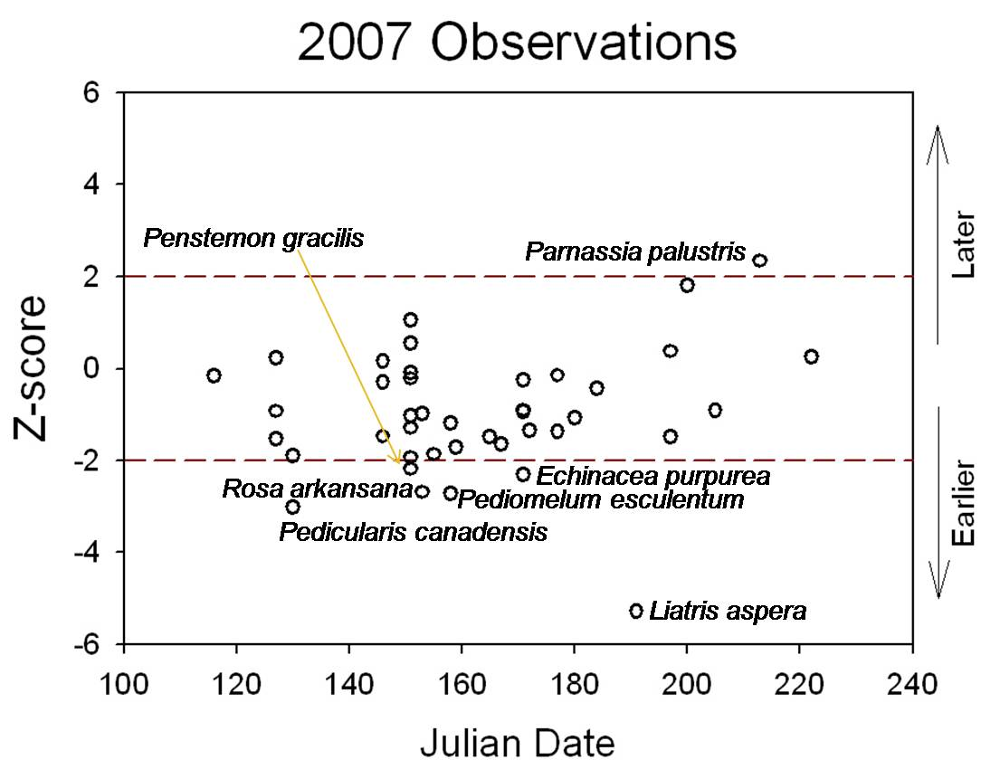 2007 Observations
6
4
2
0
-2
-4
-6
Z-score
Penstemon gracilis
Parnassia palustris
Echinacea purpurea
Rosa arkansana
Pediomelum esculentum
Pedicularis canadensis
Liatris aspera
Later
Earlier
100 120 140 160 180 200 220 240
Julian Date